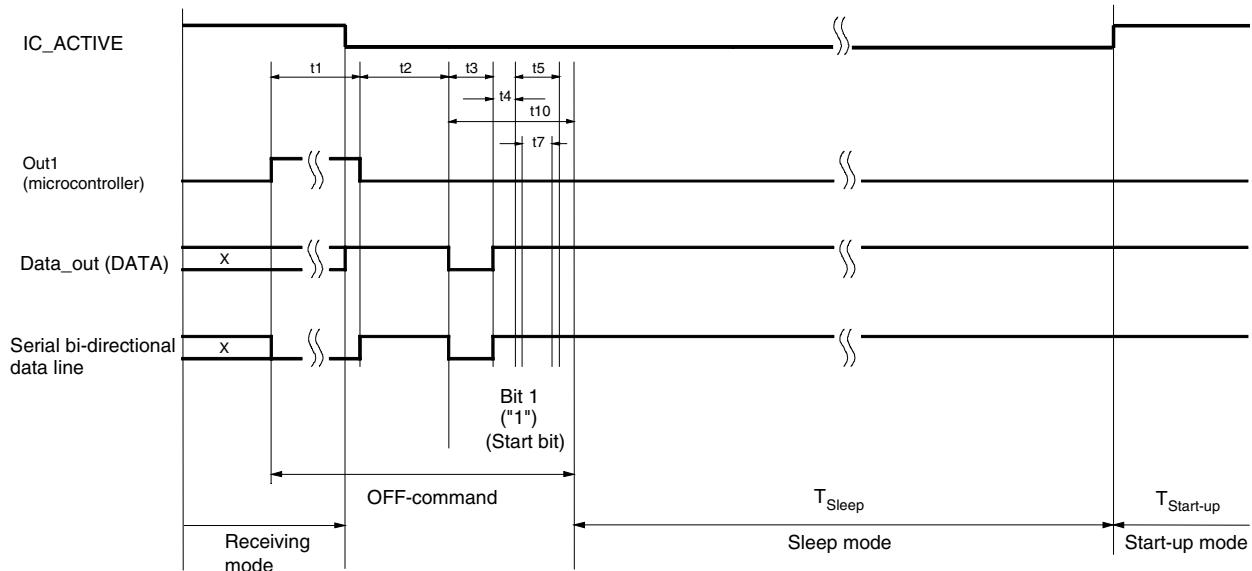 IC_ACTIVE
t1
t2
t3
t5
t4
t10
t7
Out1
(microcontroller)
Data_out (DATA)
X
Serial bi-directional
data line
X
Bit 1
("1")
(Start bit)
OFF-command
TSleep
TStart-up
Receiving
mode
Sleep mode
Start-up mode